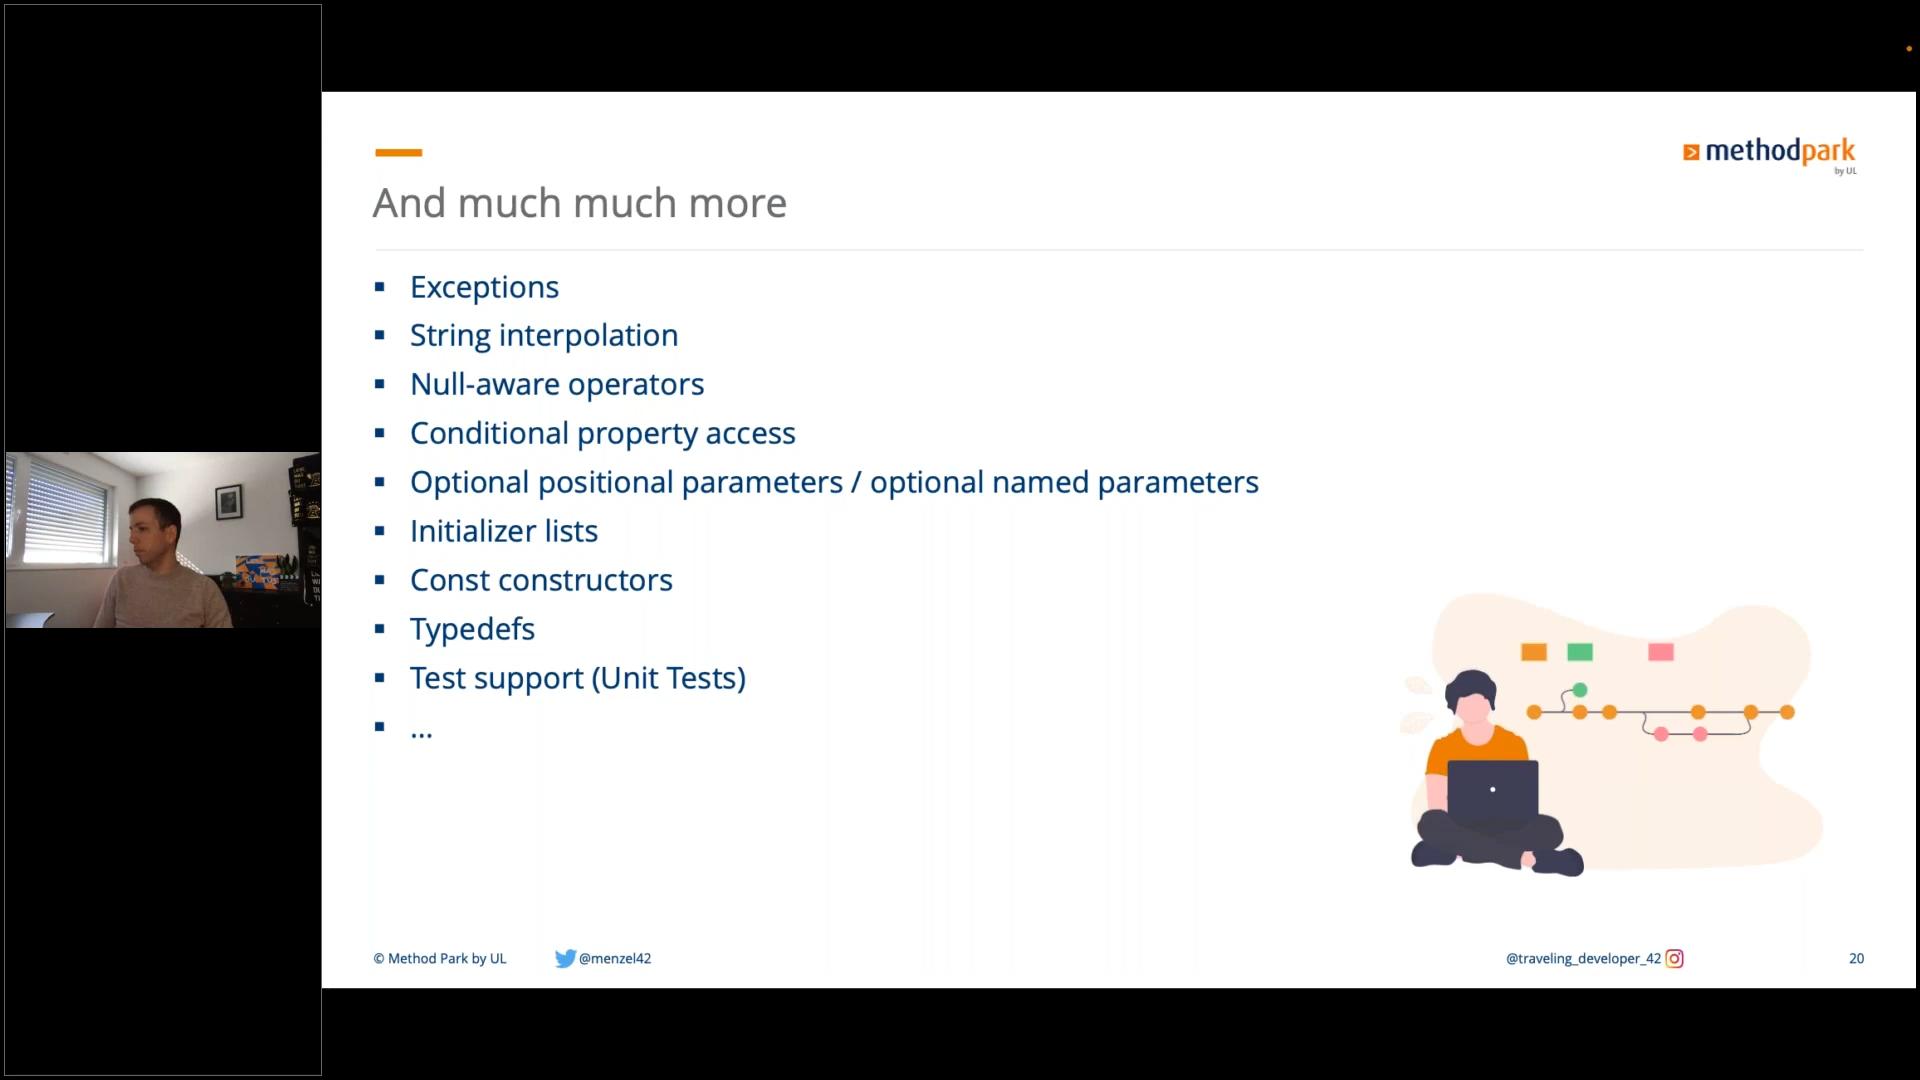 methodpark
by UL
And much much more
▪ Exceptions
▪ String interpolation
▪ Null-aware operators
▪ Conditional property access
▪ Optional positional parameters / optional named parameters
▪ Initializer lists
▪ Const constructors
▪ Typedefs
▪ Test support (Unit Tests)
▪ ...
© Method Park by UL @menzel42 @traveling_developer_42 20